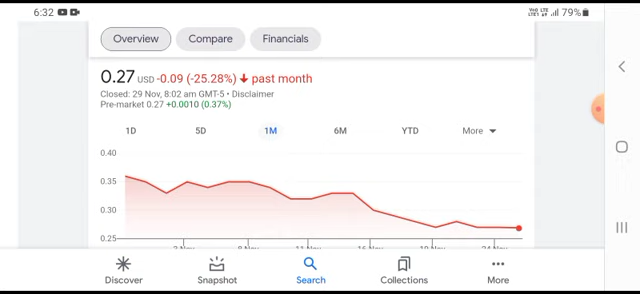 6:32
79%
Overview Compare Financials
0.27 USD -0.09 (-25.28%) past month
Closed: 29 Nov, 8:02 am GMT-5 • Disclaimer
Pre-market 0.27 +0.0010 (0.37%)
1D 5D 1M 6M YTD More
0.40
0.35
0.30
0.25
Discover Snapshot Search Collections More